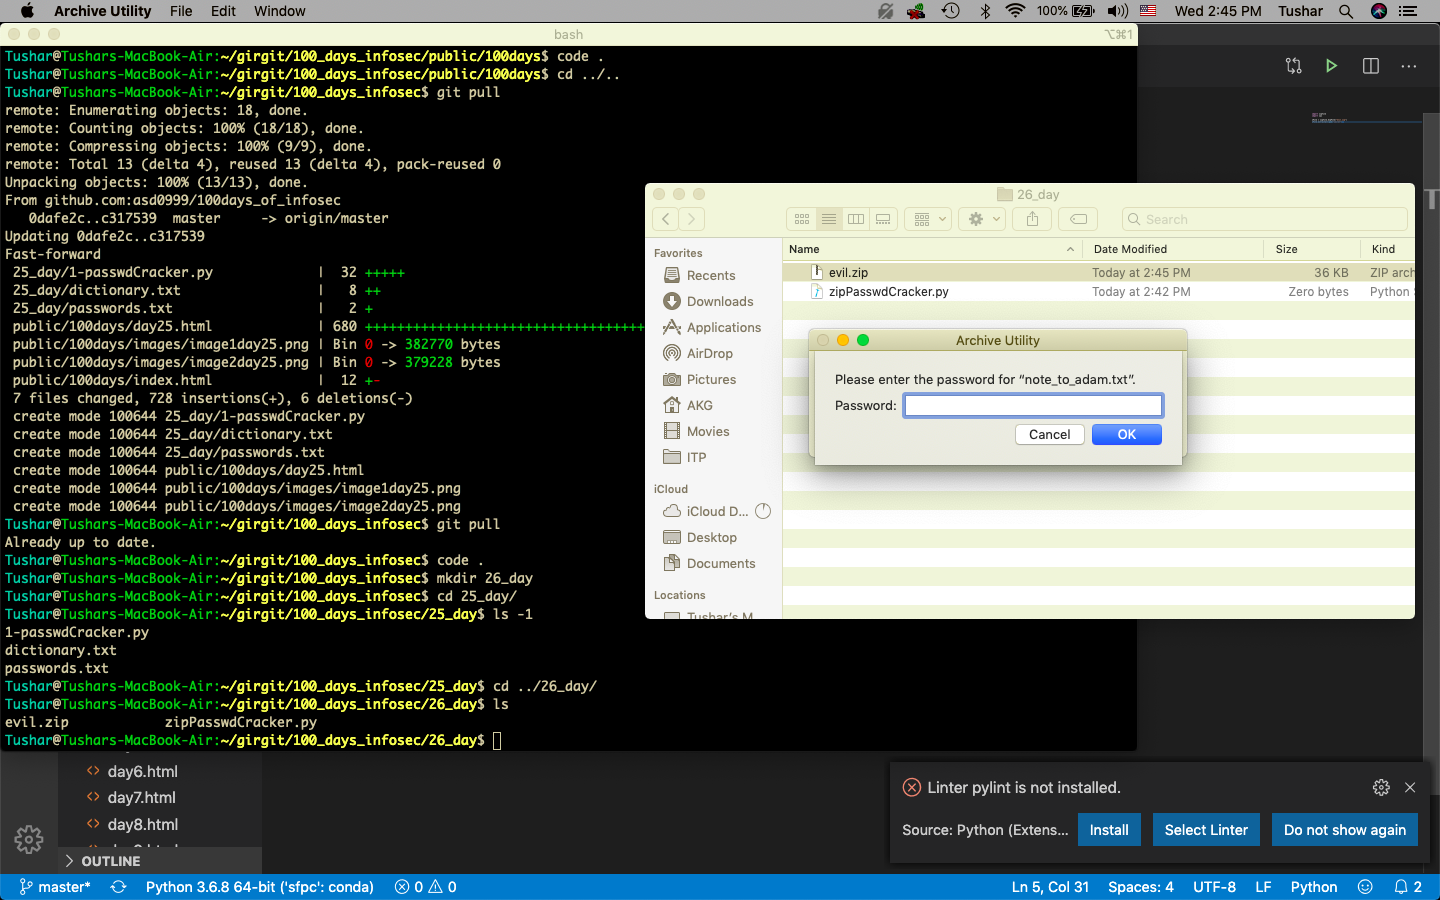 Archive Utility File Edit Window 100% Wed 2:45 PM Tushar
bash ⌥⌘1
Tushar@Tushars-MacBook-Air:~/girgit/100_days_infosec/public/100days$ code .
Tushar@Tushars-MacBook-Air:~/girgit/100_days_infosec/public/100days$ cd ../..
Tushar@Tushars-MacBook-Air:~/girgit/100_days_infosec$ git pull
remote: Enumerating objects: 18, done.
remote: Counting objects: 100% (18/18), done.
remote: Compressing objects: 100% (9/9), done.
remote: Total 13 (delta 4), reused 13 (delta 4), pack-reused 0
Unpacking objects: 100% (13/13), done.
From github.com:asd0999/100days_of_infosec
0dafe2c..c317539 master -> origin/master
Updating 0dafe2c..c317539
Fast-forward
25_day/1-passwdCracker.py | 32 +++++
25_day/dictionary.txt | 8 ++
25_day/passwords.txt | 2 +
public/100days/day25.html | 680 +++++++++++++++++++++++++++++++++++
public/100days/images/image1day25.png | Bin 0 -> 382770 bytes
public/100days/images/image2day25.png | Bin 0 -> 379228 bytes
public/100days/index.html | 12 +-
7 files changed, 728 insertions(+), 6 deletions(-)
create mode 100644 25_day/1-passwdCracker.py
create mode 100644 25_day/dictionary.txt
create mode 100644 25_day/passwords.txt
create mode 100644 public/100days/day25.html
create mode 100644 public/100days/images/image1day25.png
create mode 100644 public/100days/images/image2day25.png
Tushar@Tushars-MacBook-Air:~/girgit/100_days_infosec$ git pull
Already up to date.
Tushar@Tushars-MacBook-Air:~/girgit/100_days_infosec$ code .
Tushar@Tushars-MacBook-Air:~/girgit/100_days_infosec$ mkdir 26_day
Tushar@Tushars-MacBook-Air:~/girgit/100_days_infosec$ cd 25_day/
Tushar@Tushars-MacBook-Air:~/girgit/100_days_infosec/25_day$ ls -1
1-passwdCracker.py
dictionary.txt
passwords.txt
Tushar@Tushars-MacBook-Air:~/girgit/100_days_infosec/25_day$ cd ../26_day/
Tushar@Tushars-MacBook-Air:~/girgit/100_days_infosec/26_day$ ls
evil.zip zipPasswdCracker.py
Tushar@Tushars-MacBook-Air:~/girgit/100_days_infosec/26_day$
26_day
Search
Favorites
Recents
Downloads
Applications
AirDrop
Pictures
AKG
Movies
ITP
iCloud
iCloud D...
Desktop
Documents
Locations
Tushar's M
Name Date Modified Size Kind
evil.zip Today at 2:45 PM 36 KB ZIP arch
zipPasswdCracker.py Today at 2:42 PM Zero bytes Python
Archive Utility
Please enter the password for “note_to_adam.txt”.
Password:
Cancel OK
day6.html
day7.html
day8.html
OUTLINE
Linter pylint is not installed.
Source: Python (Extens... Install Select Linter Do not show again
master* Python 3.6.8 64-bit ('sfpc': conda) 0 0 Ln 5, Col 31 Spaces: 4 UTF-8 LF Python 2